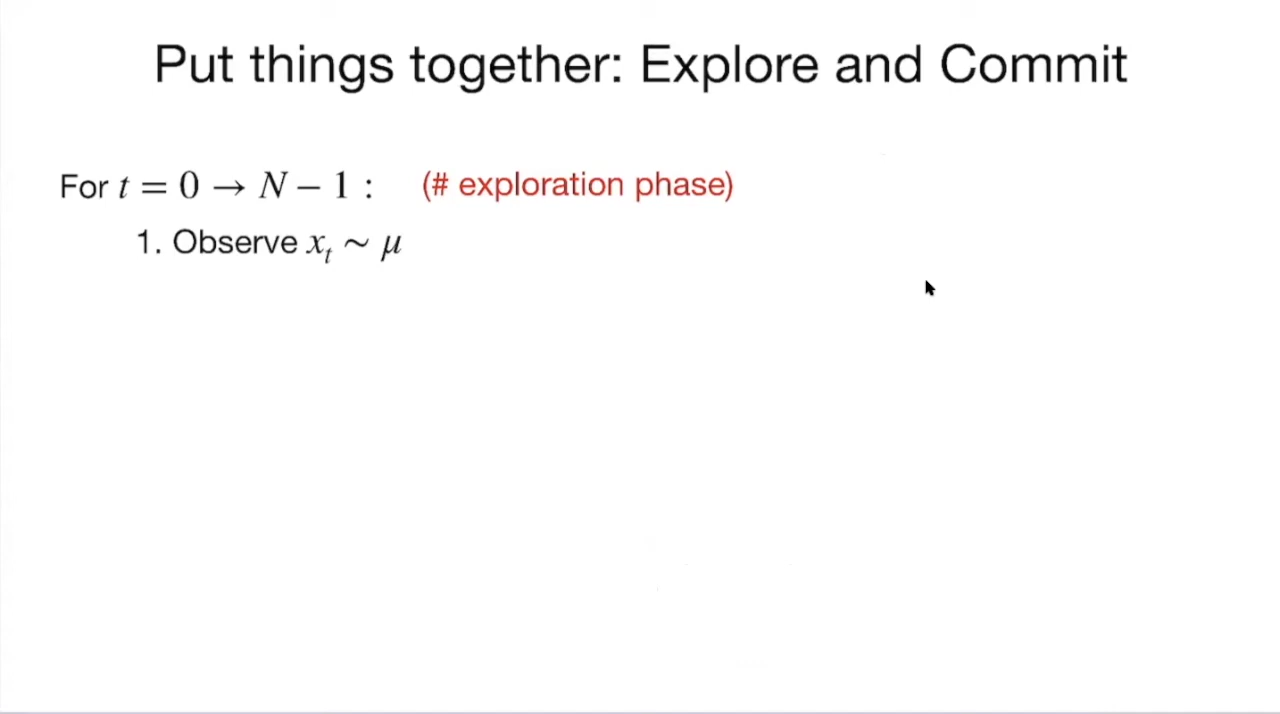 Put things together: Explore and Commit
For t = 0 → N − 1 : (# exploration phase)
1. Observe xₜ ∼ μ